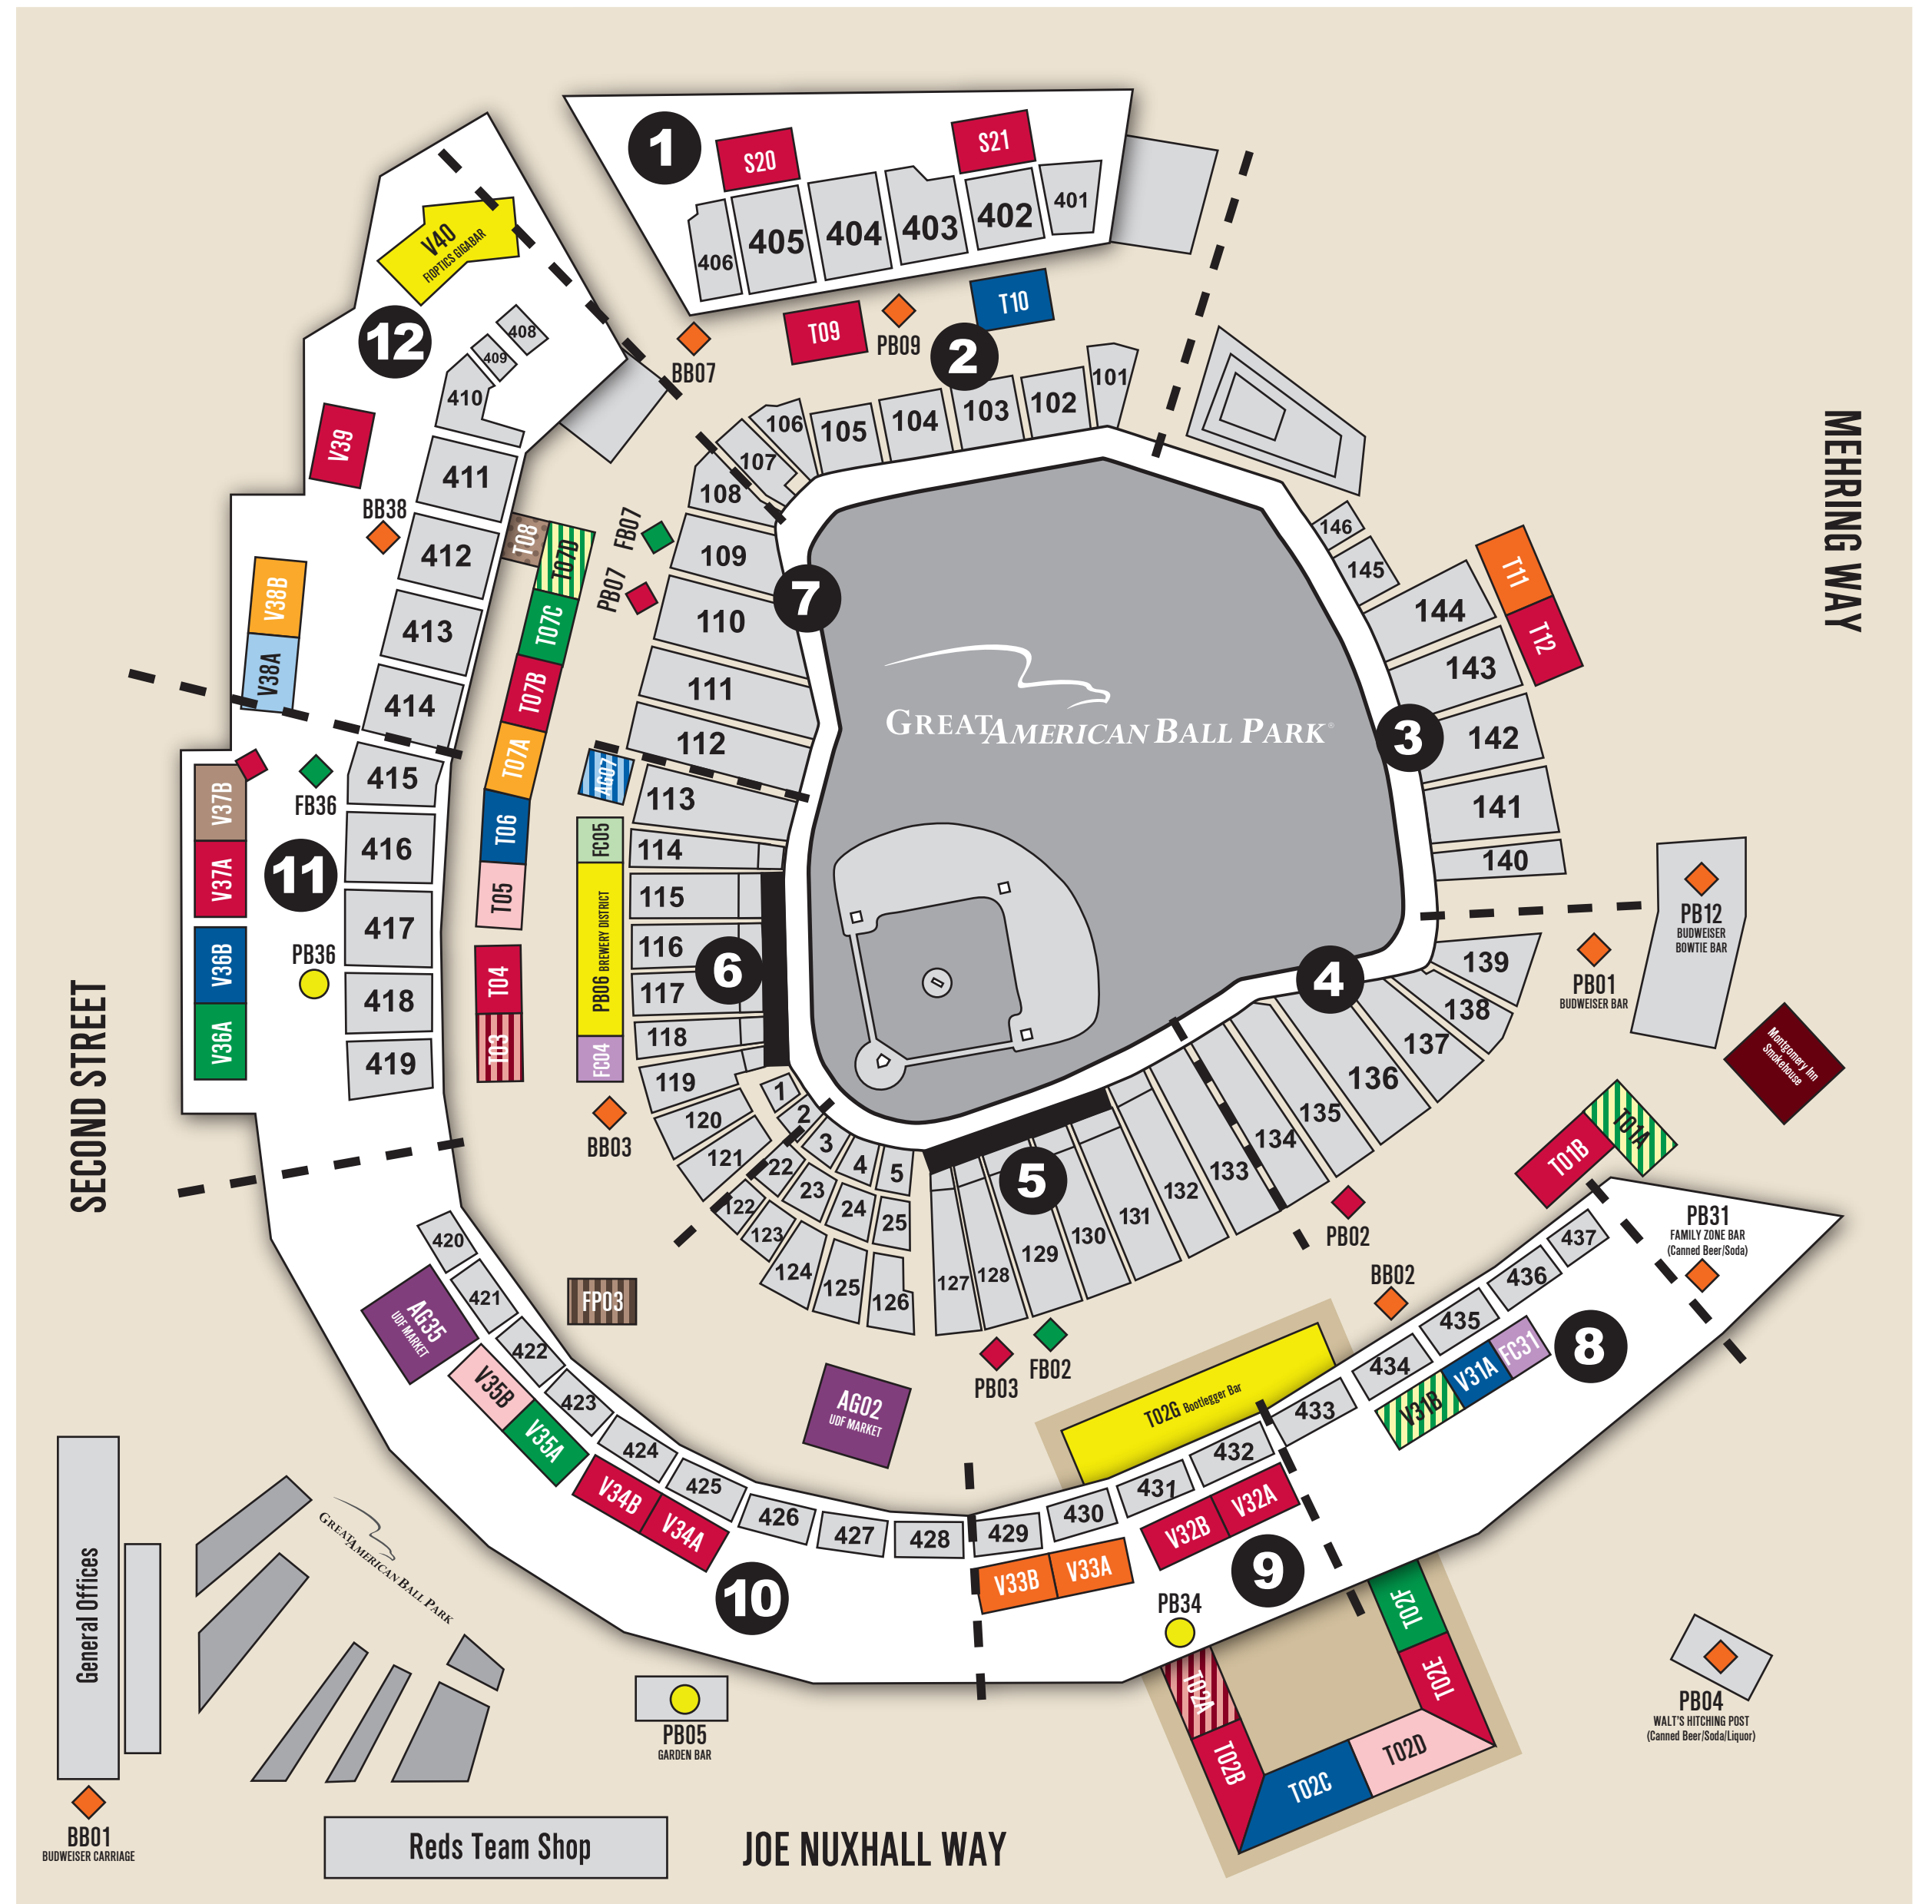 1
S20
S21
401
402
403
404
405
406
V40
FIOPTICS GIGABAR
T10
T09
PB09
2
BB07
12
408
409
410
V39
411
BB38
412
V38B
V38A
413
414
T08
T07D
T07C
T07B
T07A
T06
T05
T04
T03
FB07
PB07
101
102
103
104
105
106
107
108
109
110
111
112
7
GREAT AMERICAN BALL PARK
®
146
145
144
143
142
141
140
T11
T12
3
MEHRING WAY
AG07
113
114
115
116
117
118
119
120
121
6
FC05
PB06 BREWERY DISTRICT
FC04
BB03
V37B
V37A
V36B
V36A
FB36
11
PB36
415
416
417
418
419
SECOND STREET
PB12
BUDWEISER
BOWTIE BAR
PB01
BUDWEISER BAR
Montgomery Inn
Smokehouse
4
139
138
137
136
135
134
133
132
131
130
129
128
127
5
1
2
3
4
5
22
23
24
25
122
123
124
125
126
FP03
PB03
FB02
PB02
BB02
T01B
T01A
PB31
FAMILY ZONE BAR
(Canned Beer/Soda)
AG02
UDF MARKET
T02G Bootlegger Bar
437
436
435
434
433
432
431
430
429
8
FC31
V31A
V31B
V32A
V32B
V33A
V33B
9
PB34
420
421
422
423
424
425
426
427
428
AG35
UDF MARKET
V35B
V35A
V34B
V34A
10
T02F
T02E
T02D
T02C
T02B
T02A
PB04
WALT'S HITCHING POST
(Canned Beer/Soda/Liquor)
General Offices
GREAT AMERICAN BALL PARK
PB05
GARDEN BAR
BB01
BUDWEISER CARRIAGE
Reds Team Shop
JOE NUXHALL WAY